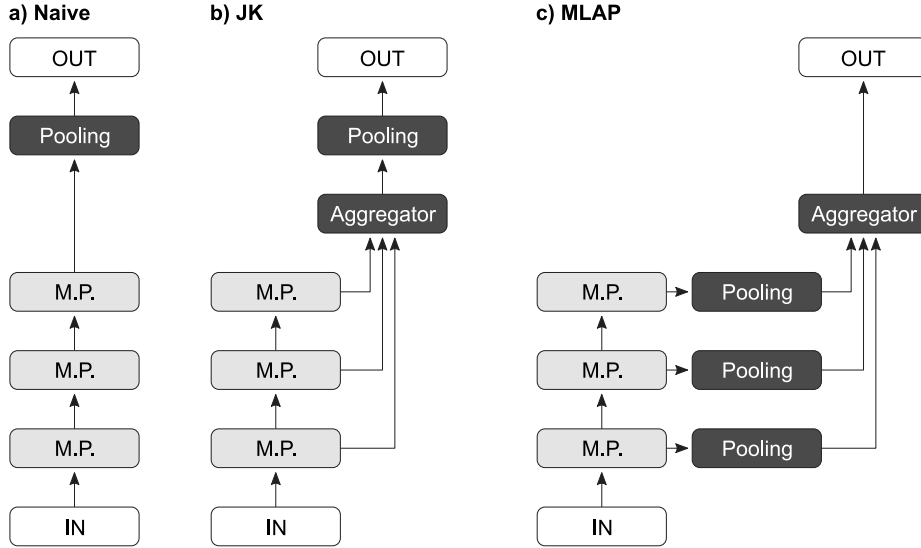 a) Naive
OUT
Pooling
M.P.
M.P.
M.P.
IN
b) JK
OUT
Pooling
Aggregator
M.P.
M.P.
M.P.
IN
c) MLAP
OUT
Aggregator
M.P.
Pooling
M.P.
Pooling
M.P.
Pooling
IN